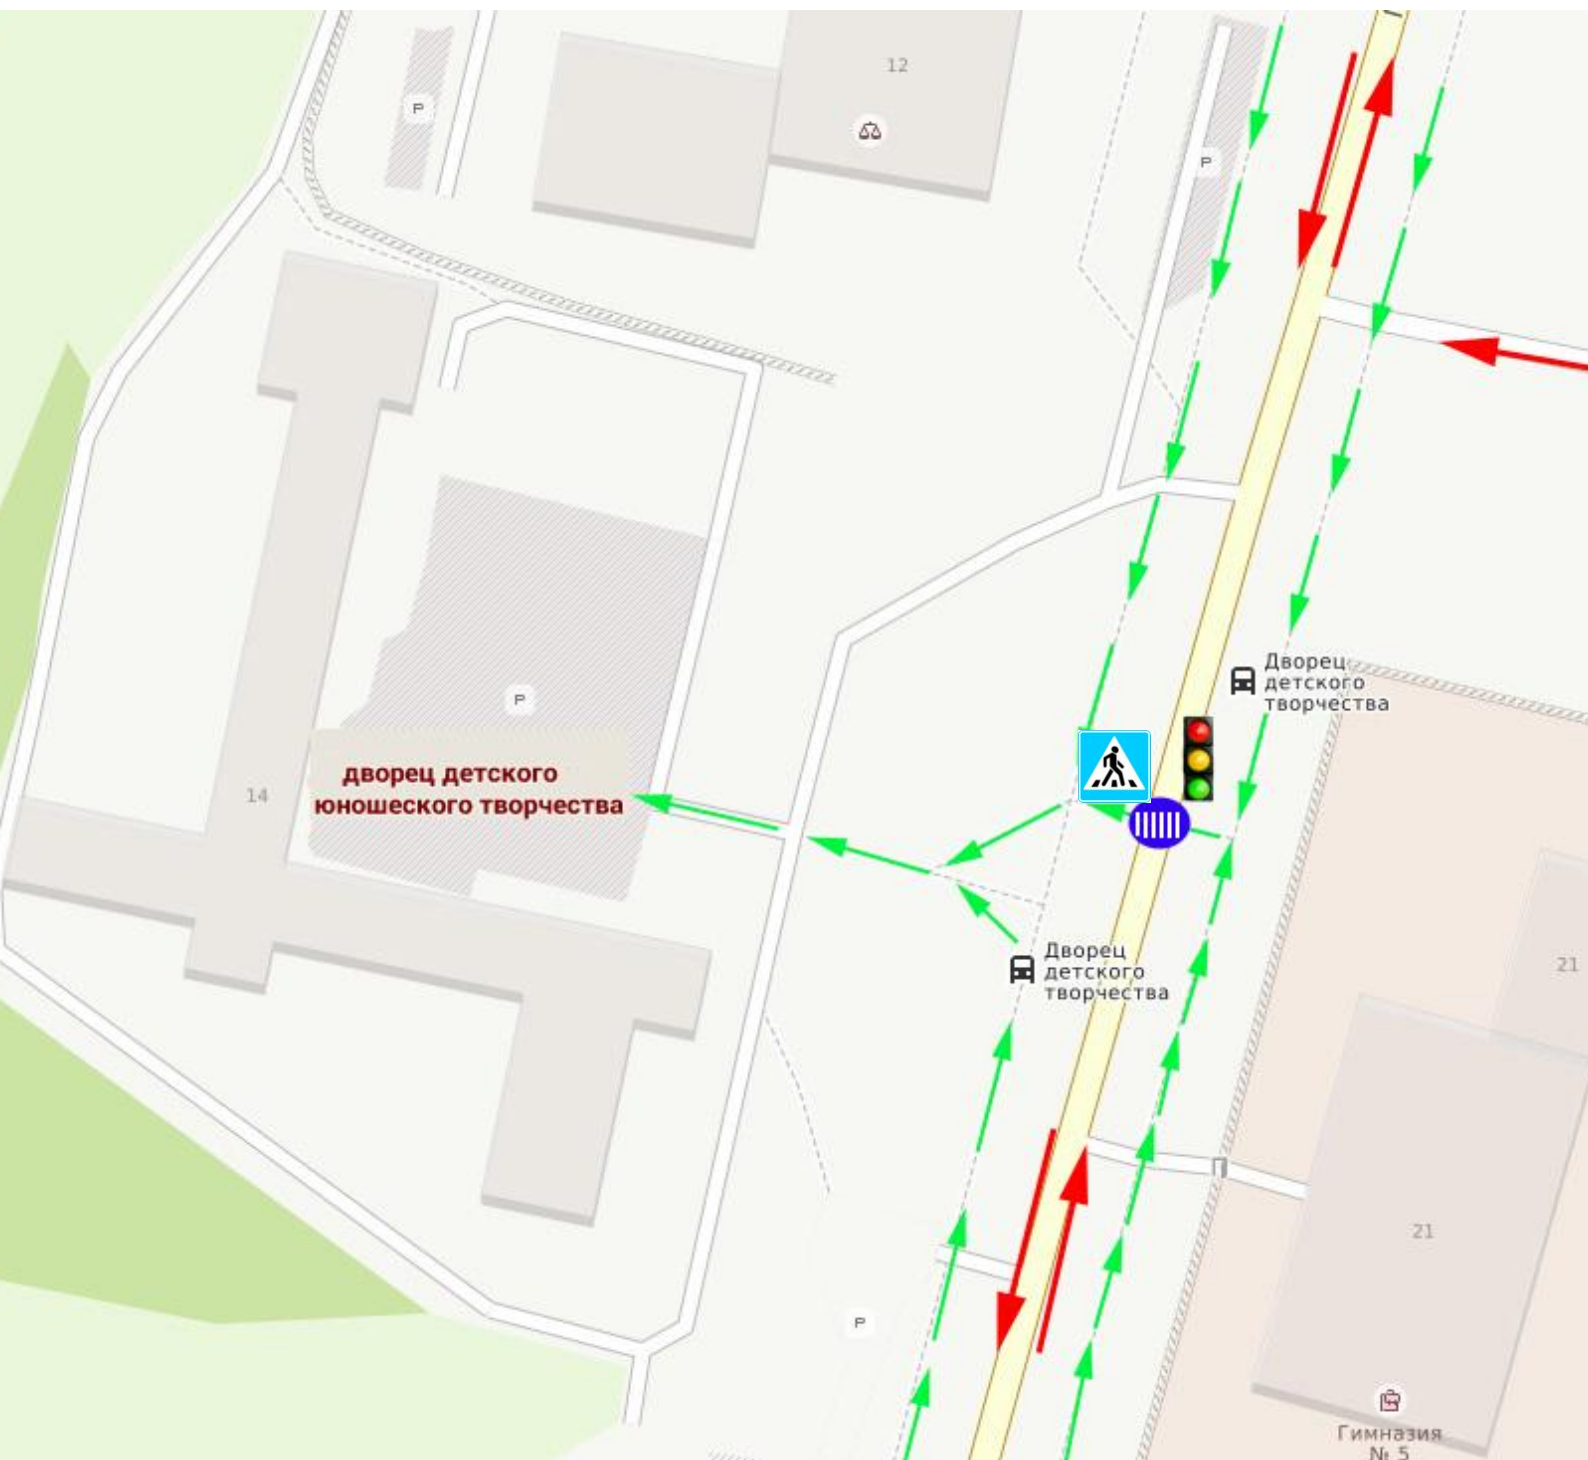 12
P
P
Дворец
детского
творчества
P
дворец детского
юношеского творчества
14
Дворец
детского
творчества
21
21
P
Гимназия
№ 5